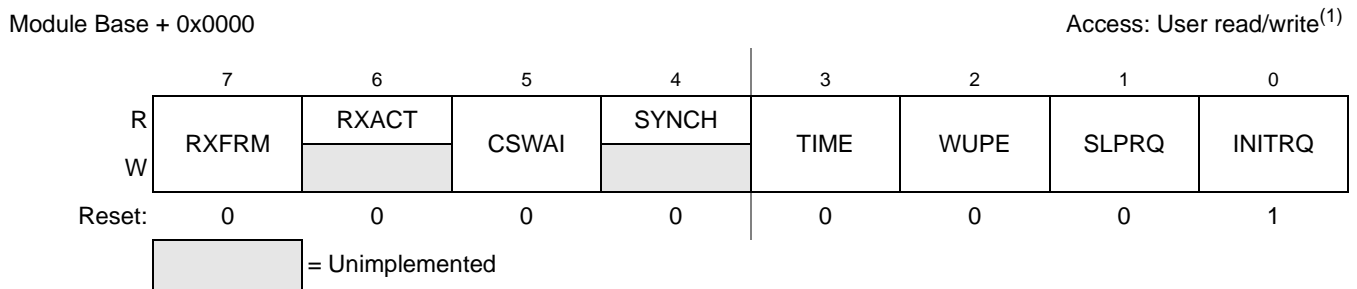 Module Base + 0x0000 Access: User read/write(1)
7 6 5 4 3 2 1 0
R RXFRM RXACT CSWAI SYNCH TIME WUPE SLPRQ INITRQ
W
Reset: 0 0 0 0 0 0 0 1
= Unimplemented